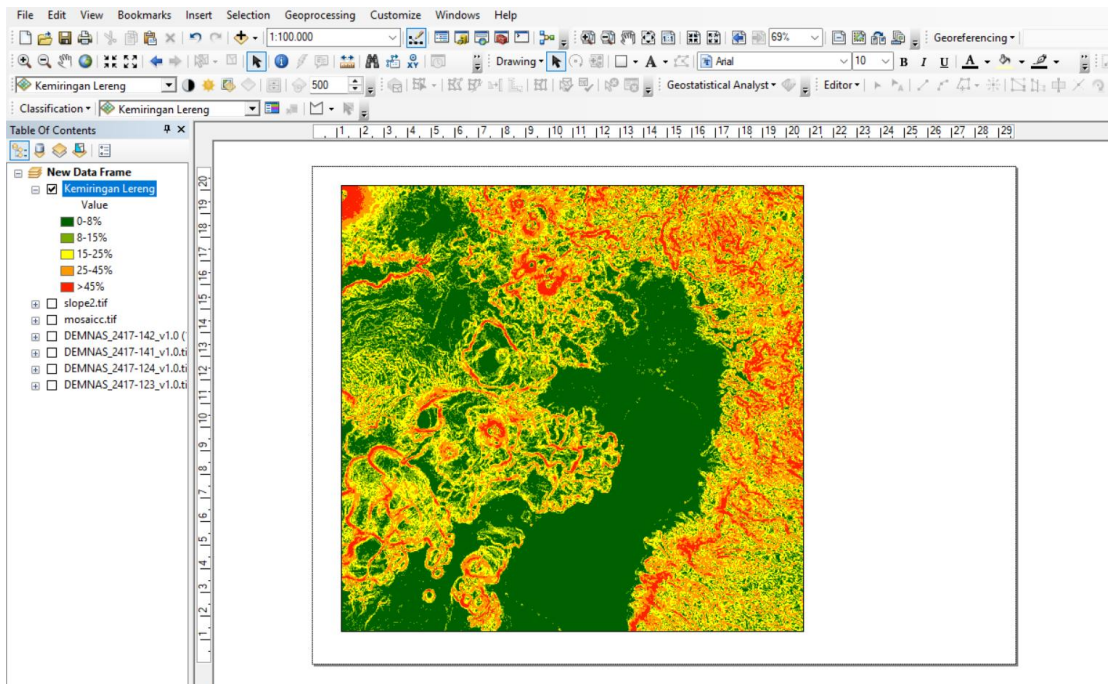 File Edit View Bookmarks Insert Selection Geoprocessing Customize Windows Help
1:100.000 69% Georeferencing
Drawing A Arial 10 B I U A
Kemiringan Lereng 500 Geostatistical Analyst Editor
Classification Kemiringan Lereng
Table Of Contents
1 2 3 4 5 6 7 8 9 10 11 12 13 14 15 16 17 18 19 20 21 22 23 24 25 26 27 28 29
20 19 18 17 16 15 14 13 12 11 10 9 8 7 6 5 4 3 2 1
New Data Frame
Kemiringan Lereng
Value
0-8%
8-15%
15-25%
25-45%
>45%
slope2.tif
mosaicc.tif
DEMNAS_2417-142_v1.0 (
DEMNAS_2417-141_v1.0.ti
DEMNAS_2417-124_v1.0.ti
DEMNAS_2417-123_v1.0.ti